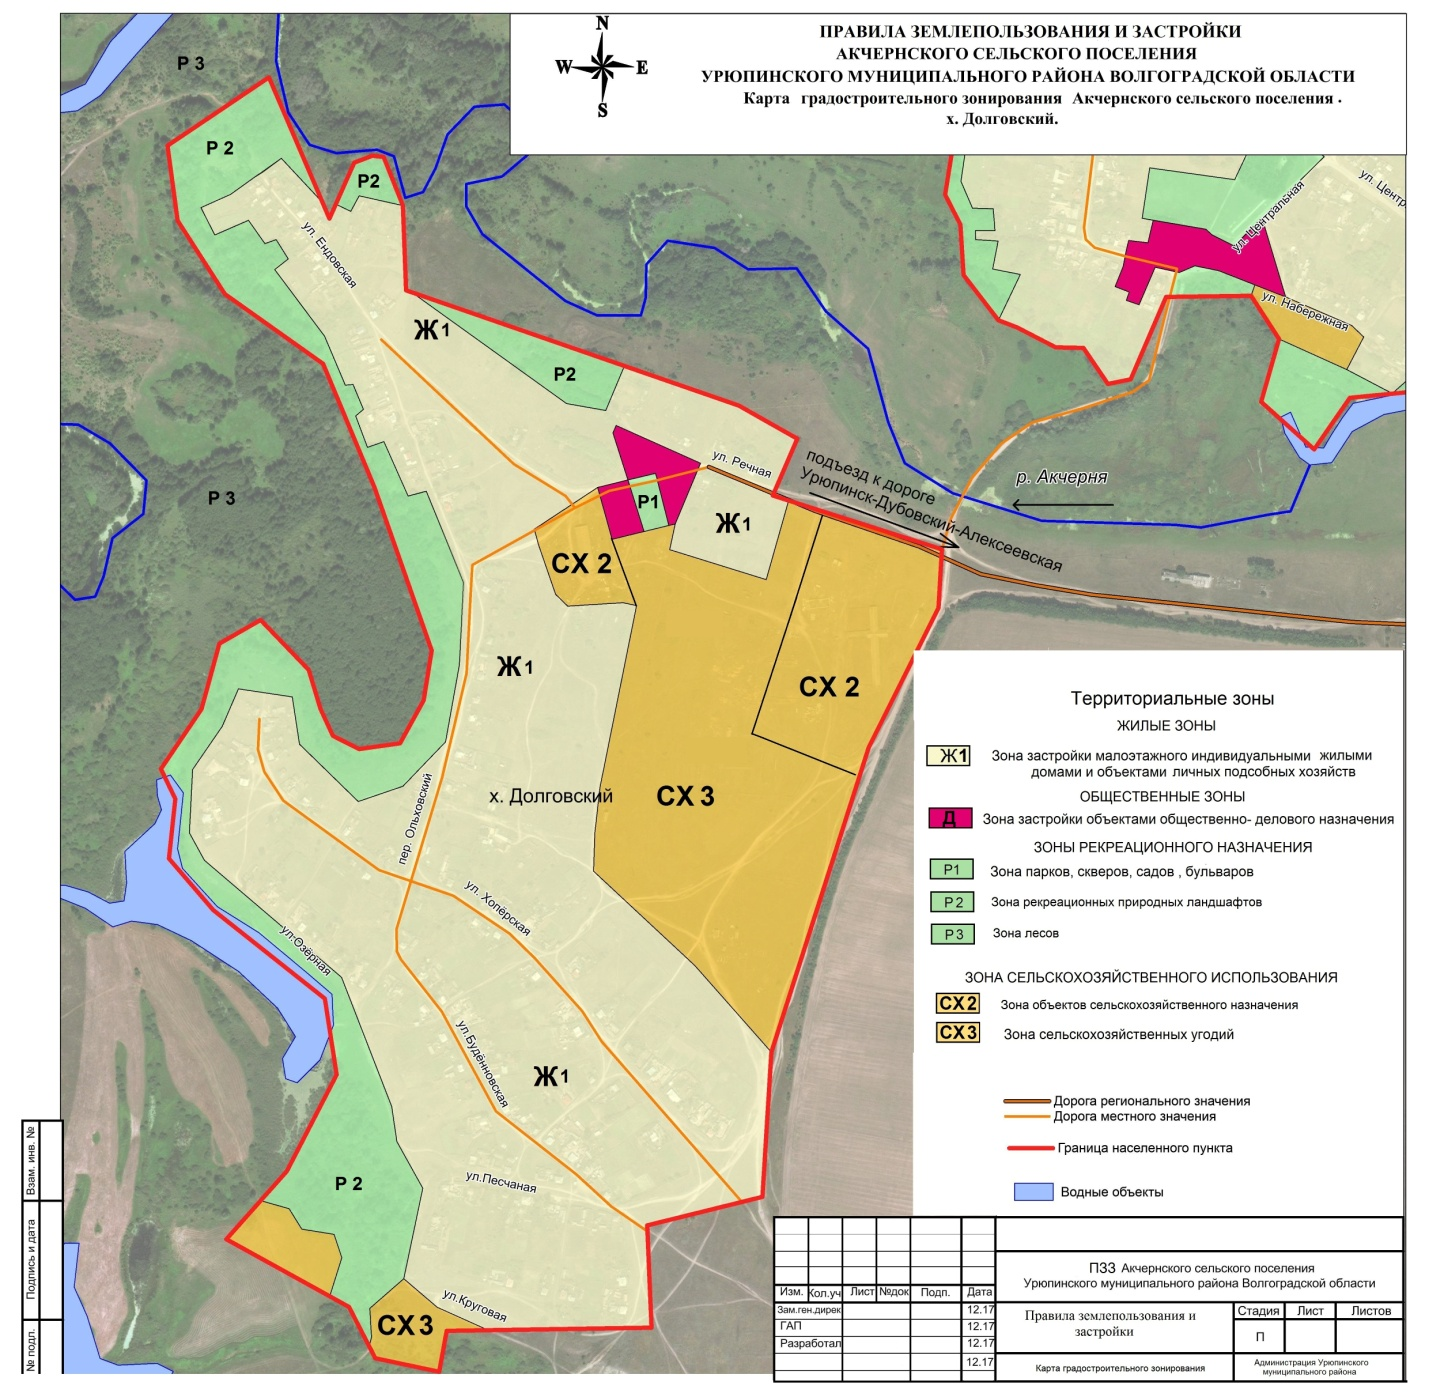 N
W E
S
ПРАВИЛА ЗЕМЛЕПОЛЬЗОВАНИЯ И ЗАСТРОЙКИ
АКЧЕРНСКОГО СЕЛЬСКОГО ПОСЕЛЕНИЯ
УРЮПИНСКОГО МУНИЦИПАЛЬНОГО РАЙОНА ВОЛГОГРАДСКОЙ ОБЛАСТИ
Карта градостроительного зонирования Акчернского сельского поселения .
х. Долговский.
Р 3
Р 2
Р2
ул. Ендовская
Ж1
Р2
ул. Центральная
ул. Центр
ул. Набережная
ул. Речная
подъезд к дороге
Урюпинск-Дубовский-Алексеевская
р. Акчерня
Р 3
Р1
Ж1
СХ 2
Ж1
СХ 2
х. Долговский
СХ 3
пер. Ольховский
ул. Хопёрская
ул.Озёрная
ул.Будённовская
Ж1
Р 2
ул.Песчаная
ул.Круговая
СХ 3
Территориальные зоны
ЖИЛЫЕ ЗОНЫ
Ж1 Зона застройки малоэтажного индивидуальными жилыми
домами и объектами личных подсобных хозяйств
ОБЩЕСТВЕННЫЕ ЗОНЫ
Д Зона застройки объектами общественно- делового назначения
ЗОНЫ РЕКРЕАЦИОННОГО НАЗНАЧЕНИЯ
Р1 Зона парков, скверов, садов , бульваров
Р 2 Зона рекреационных природных ландшафтов
Р 3 Зона лесов
ЗОНА СЕЛЬСКОХОЗЯЙСТВЕННОГО ИСПОЛЬЗОВАНИЯ
СХ 2 Зона объектов сельскохозяйственного назначения
СХ 3 Зона сельскохозяйственных угодий
Дорога регионального значения
Дорога местного значения
Граница населенного пункта
Водные объекты
Взам. инв. №
Подпись и дата
№ подл.
Изм. Кол.уч Лист №док Подп. Дата
Зам.ген.дирек 12.17
ГАП 12.17
Разработал 12.17
12.17
ПЗЗ Акчернского сельского поселения
Урюпинского муниципального района Волгоградской области
Правила землепользования и
застройки
Стадия Лист Листов
П
Карта градостроительного зонирования
Администрация Урюпинского
муниципального района